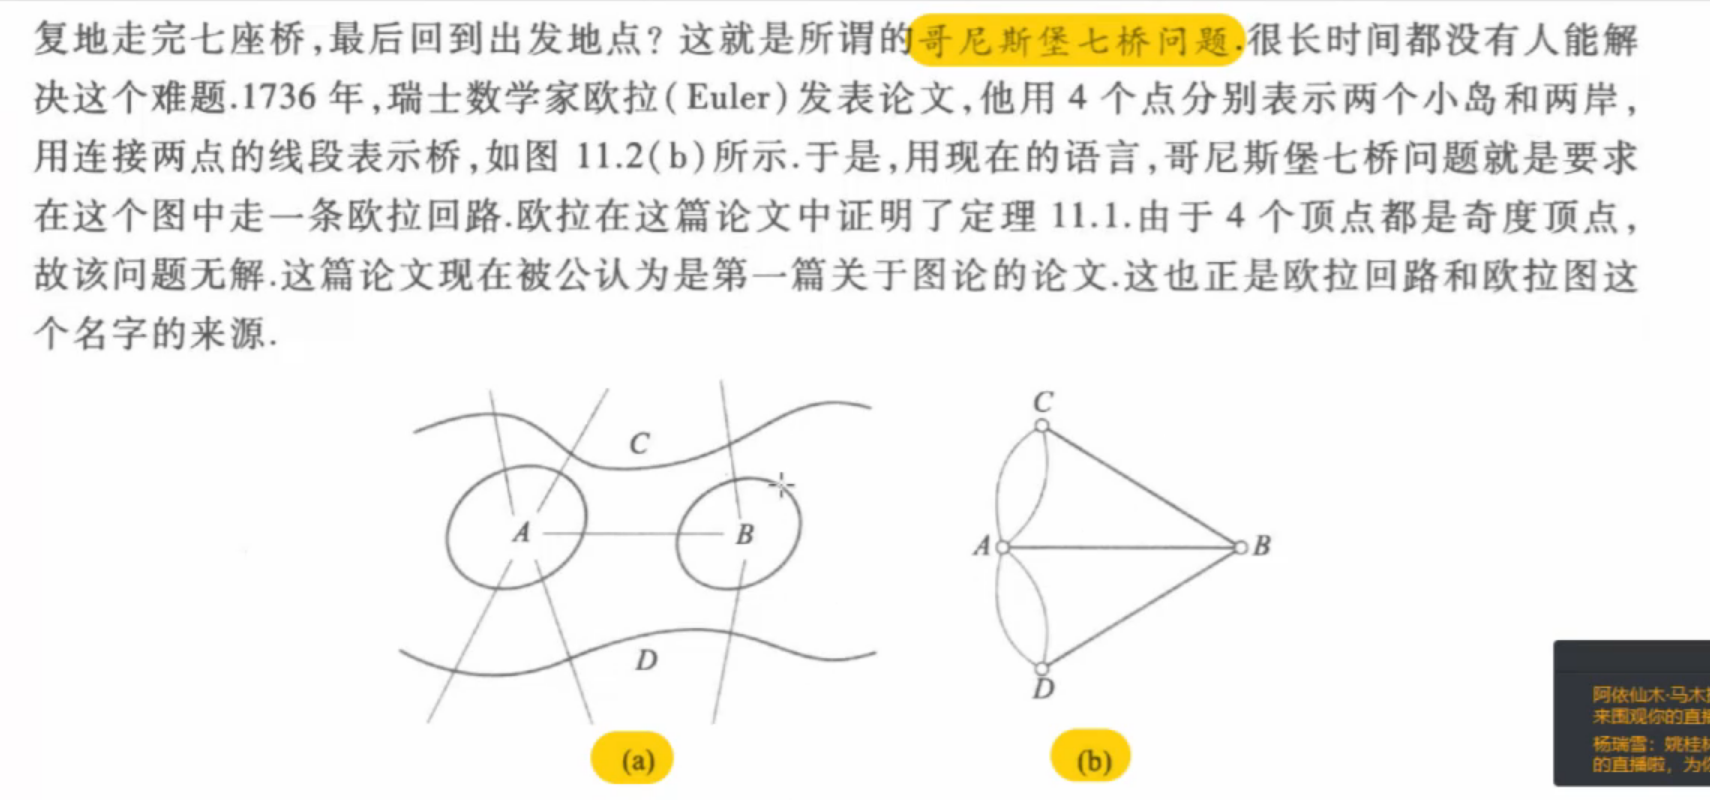 复地走完七座桥,最后回到出发地点? 这就是所谓的哥尼斯堡七桥问题.很长时间都没有人能解
决这个难题.1736 年,瑞士数学家欧拉(Euler)发表论文,他用 4 个点分别表示两个小岛和两岸,
用连接两点的线段表示桥,如图 11.2(b)所示.于是,用现在的语言,哥尼斯堡七桥问题就是要求
在这个图中走一条欧拉回路.欧拉在这篇论文中证明了定理 11.1.由于 4 个顶点都是奇度顶点,
故该问题无解.这篇论文现在被公认为是第一篇关于图论的论文.这也正是欧拉回路和欧拉图这
个名字的来源.
C
A
B
D
(a)
C
A
B
D
(b)
阿依仙木·马木
来围观你的直播
杨瑞雪：姚桂
的直播啦，为